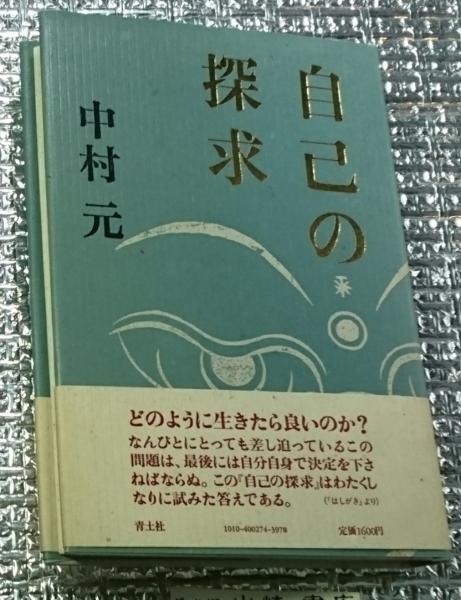 自己の
探求
中村 元
どのように生きたら良いのか?
なんびとにとっても差し迫っているこの
問題は、最後には自分自身で決定を下さ
ねばならぬ。この『自己の探求』はわたくし
なりに試みた答えである。
(「はしがき」より)
青土社
1010-400274-3978
定価1600円